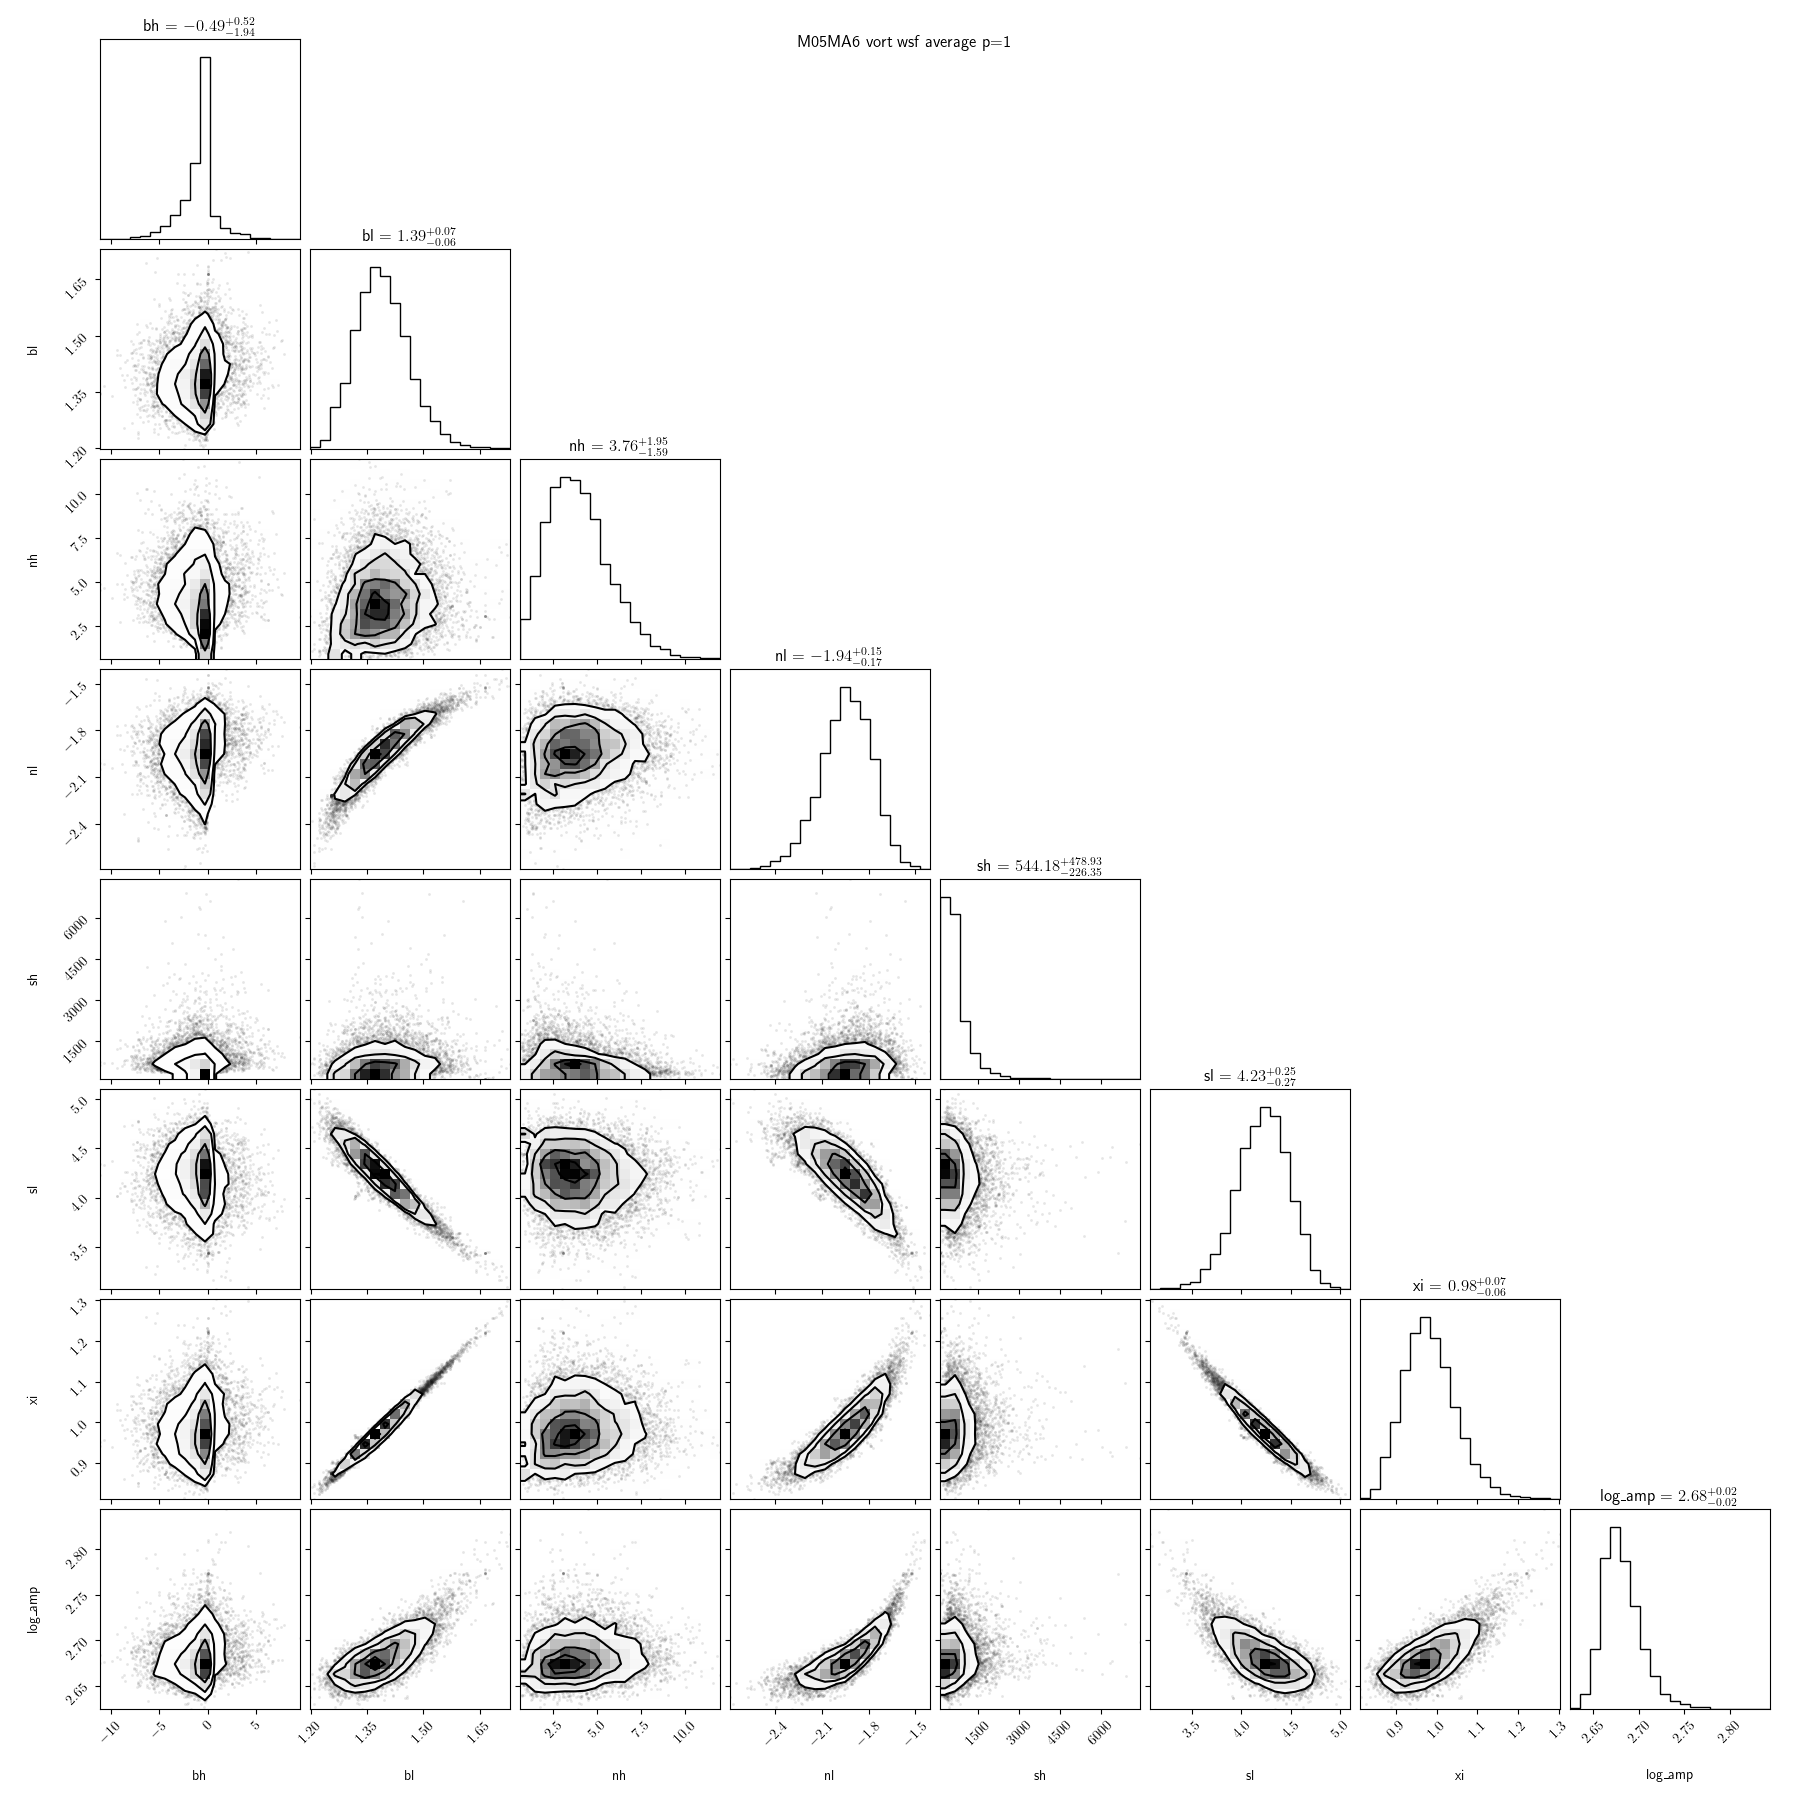 M05MA6 vort wsf average p=1
bh = −0.49+0.52 −1.94
bl = 1.39+0.07 −0.06
bl
1.65
1.50
1.35
1.20
nh = 3.76+1.95 −1.59
nh
10.0
7.5
5.0
2.5
nl = −1.94+0.15 −0.17
nl
−1.5
−1.8
−2.1
−2.4
sh = 544.18+478.93 −226.35
sh
6000
4500
3000
1500
sl = 4.23+0.25 −0.27
sl
5.0
4.5
4.0
3.5
xi = 0.98+0.07 −0.06
xi
1.3
1.2
1.1
1.0
0.9
log_amp = 2.68+0.02 −0.02
log_amp
2.80
2.75
2.70
2.65
−10 −5 0 5 1.20 1.35 1.50 1.65 2.5 5.0 7.5 10.0 −2.4 −2.1 −1.8 −1.5 1500 3000 4500 6000 3.5 4.0 4.5 5.0 0.9 1.0 1.1 1.2 1.3 2.65 2.70 2.75 2.80
bh bl nh nl sh sl xi log_amp